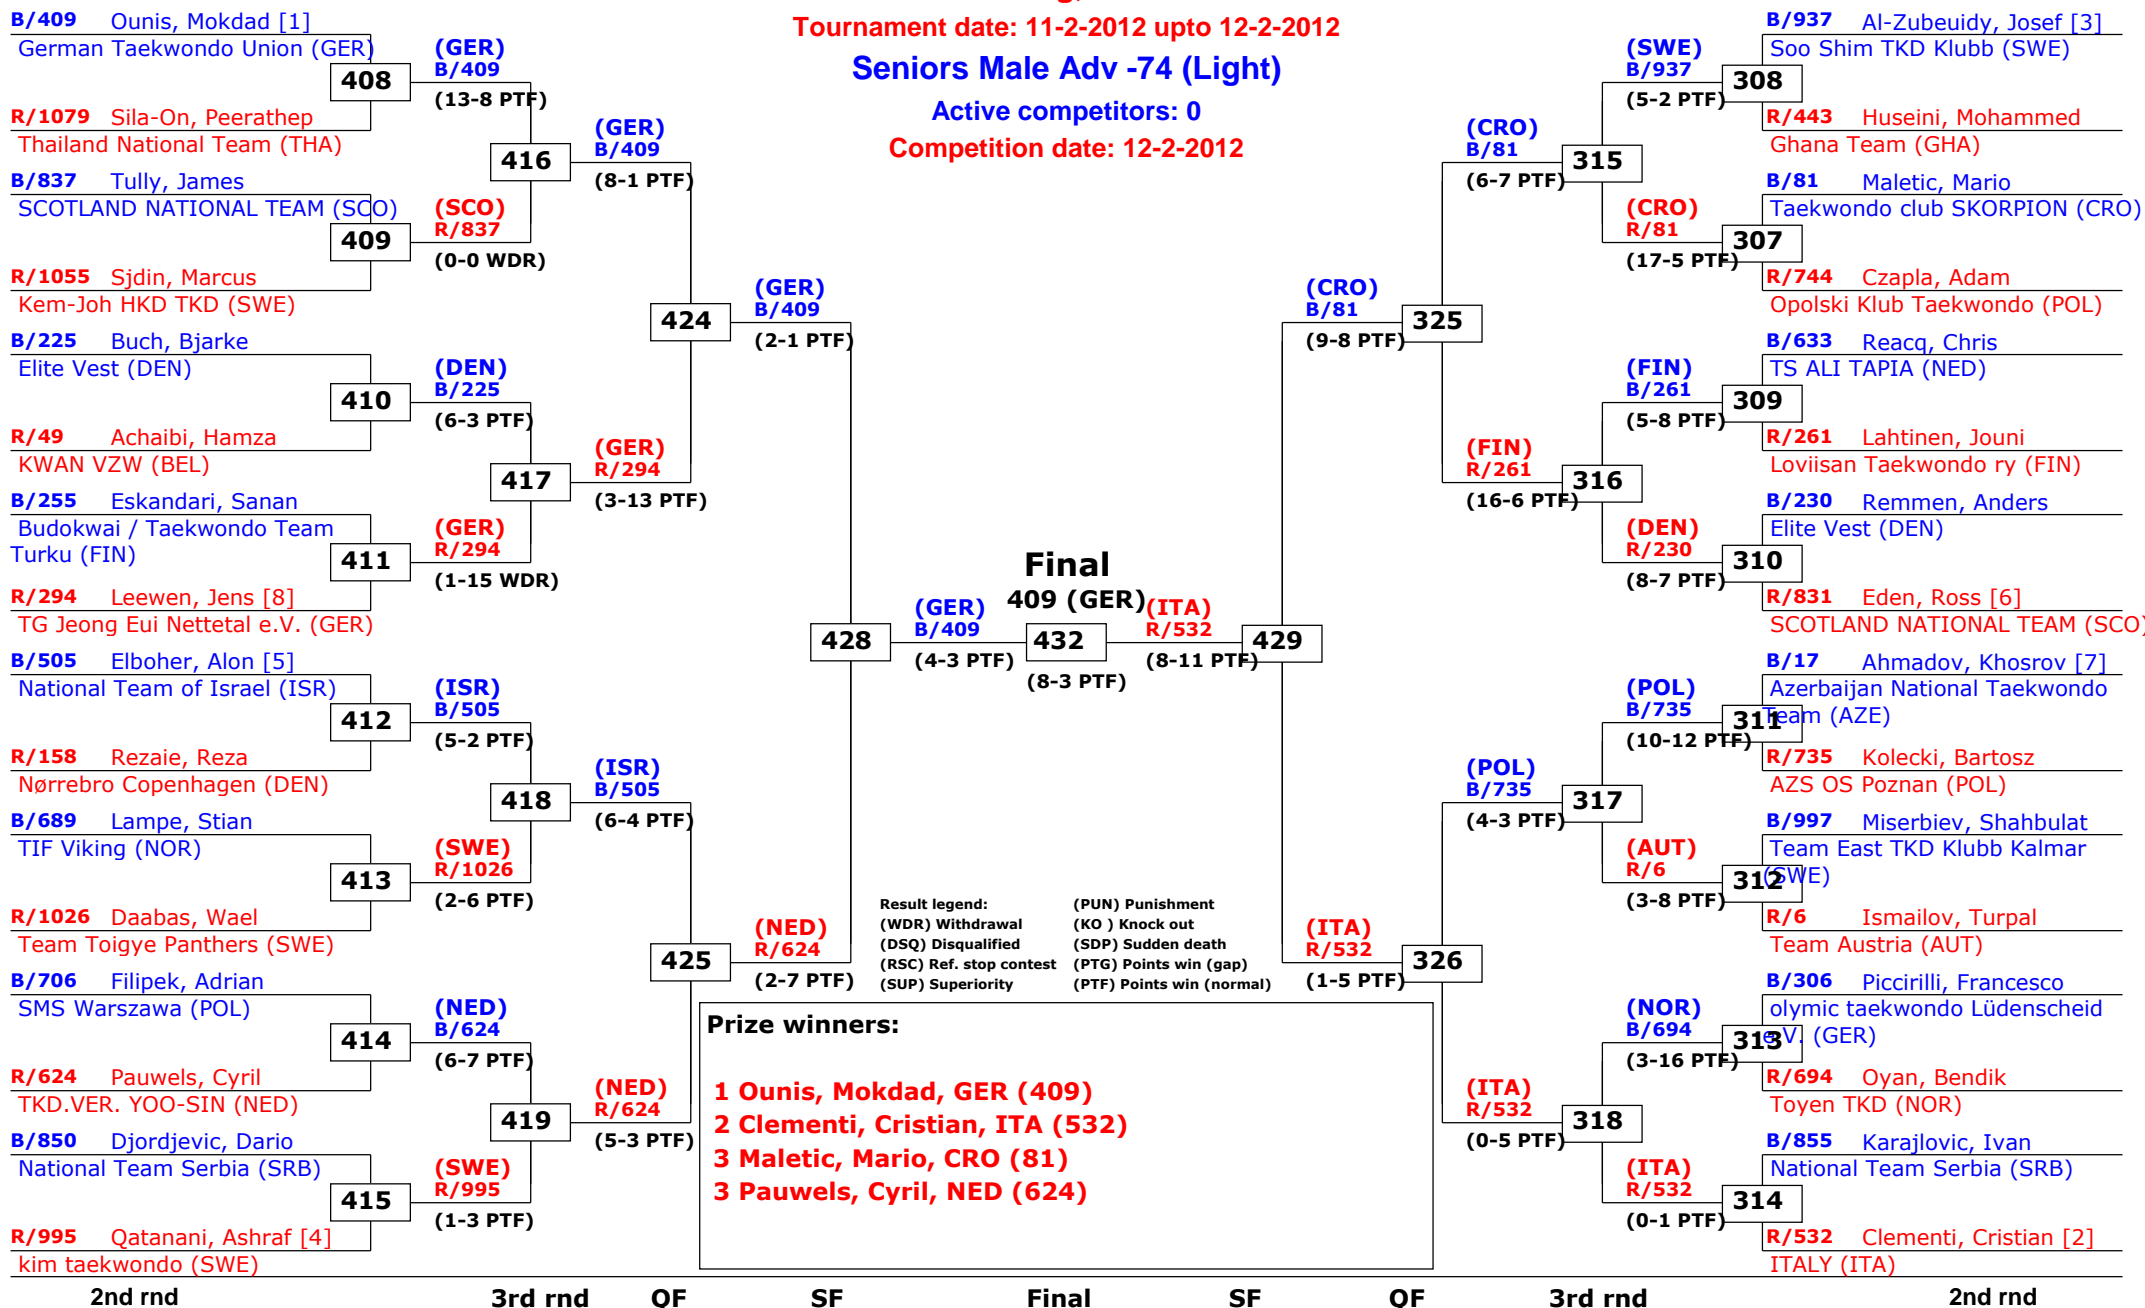 Tournament date: 11-2-2012 upto 12-2-2012
Seniors Male Adv -74 (Light)
Active competitors: 0
Competition date: 12-2-2012
B/409 Ounis, Mokdad [1]
German Taekwondo Union (GER)
408
R/1079 Sila-On, Peerathep
Thailand National Team (THA)
B/837 Tully, James
SCOTLAND NATIONAL TEAM (SCO)
409
R/1055 Sjdin, Marcus
Kem-Joh HKD TKD (SWE)
B/225 Buch, Bjarke
Elite Vest (DEN)
410
R/49 Achaibi, Hamza
KWAN VZW (BEL)
B/255 Eskandari, Sanan
Budokwai / Taekwondo Team
Turku (FIN)
411
R/294 Leewen, Jens [8]
TG Jeong Eui Nettetal e.V. (GER)
B/505 Elboher, Alon [5]
National Team of Israel (ISR)
412
R/158 Rezaie, Reza
Nørrebro Copenhagen (DEN)
B/689 Lampe, Stian
TIF Viking (NOR)
413
R/1026 Daabas, Wael
Team Toigye Panthers (SWE)
B/706 Filipek, Adrian
SMS Warszawa (POL)
414
R/624 Pauwels, Cyril
TKD.VER. YOO-SIN (NED)
B/850 Djordjevic, Dario
National Team Serbia (SRB)
415
R/995 Qatanani, Ashraf [4]
kim taekwondo (SWE)
(GER)
B/409
(13-8 PTF)
416
(SCO)
R/837
(0-0 WDR)
(DEN)
B/225
(6-3 PTF)
417
(GER)
R/294
(1-15 WDR)
(ISR)
B/505
(5-2 PTF)
418
(SWE)
R/1026
(2-6 PTF)
(NED)
B/624
(6-7 PTF)
419
(SWE)
R/995
(1-3 PTF)
(GER)
B/409
(8-1 PTF)
424
(GER)
R/294
(3-13 PTF)
(ISR)
B/505
(6-4 PTF)
425
(NED)
R/624
(5-3 PTF)
(GER)
B/409
(2-1 PTF)
428
(NED)
R/624
(2-7 PTF)
(GER)
B/409
(4-3 PTF)
Final
409 (GER)
432
(8-3 PTF)
(ITA)
R/532
(8-11 PTF)
429
(CRO)
B/81
(9-8 PTF)
325
(ITA)
R/532
(1-5 PTF)
326
(CRO)
B/81
(6-7 PTF)
315
(FIN)
R/261
(16-6 PTF)
316
(POL)
B/735
(4-3 PTF)
317
(ITA)
R/532
(0-5 PTF)
318
(SWE)
B/937
(5-2 PTF)
308
(CRO)
R/81
(17-5 PTF)
307
(FIN)
B/261
(5-8 PTF)
309
(DEN)
R/230
(8-7 PTF)
310
(POL)
B/735
(10-12 PTF)
311
(AUT)
R/6
(3-8 PTF)
312
(NOR)
B/694
(3-16 PTF)
313
(ITA)
R/532
(0-1 PTF)
314
B/937 Al-Zubeuidy, Josef [3]
Soo Shim TKD Klubb (SWE)
R/443 Huseini, Mohammed
Ghana Team (GHA)
B/81 Maletic, Mario
Taekwondo club SKORPION (CRO)
R/744 Czapla, Adam
Opolski Klub Taekwondo (POL)
B/633 Reacq, Chris
TS ALI TAPIA (NED)
R/261 Lahtinen, Jouni
Loviisan Taekwondo ry (FIN)
B/230 Remmen, Anders
Elite Vest (DEN)
R/831 Eden, Ross [6]
SCOTLAND NATIONAL TEAM (SCO)
B/17 Ahmadov, Khosrov [7]
Azerbaijan National Taekwondo
Team (AZE)
R/735 Kolecki, Bartosz
AZS OS Poznan (POL)
B/997 Miserbiev, Shahbulat
Team East TKD Klubb Kalmar
(SWE)
R/6 Ismailov, Turpal
Team Austria (AUT)
B/306 Piccirilli, Francesco
olymic taekwondo Lüdenscheid
e.V. (GER)
R/694 Oyan, Bendik
Toyen TKD (NOR)
B/855 Karajlovic, Ivan
National Team Serbia (SRB)
R/532 Clementi, Cristian [2]
ITALY (ITA)
Result legend:
(WDR) Withdrawal
(DSQ) Disqualified
(RSC) Ref. stop contest
(SUP) Superiority
(PUN) Punishment
(KO ) Knock out
(SDP) Sudden death
(PTG) Points win (gap)
(PTF) Points win (normal)
Prize winners:
1 Ounis, Mokdad, GER (409)
2 Clementi, Cristian, ITA (532)
3 Maletic, Mario, CRO (81)
3 Pauwels, Cyril, NED (624)
2nd rnd 3rd rnd QF SF Final SF QF 3rd rnd 2nd rnd